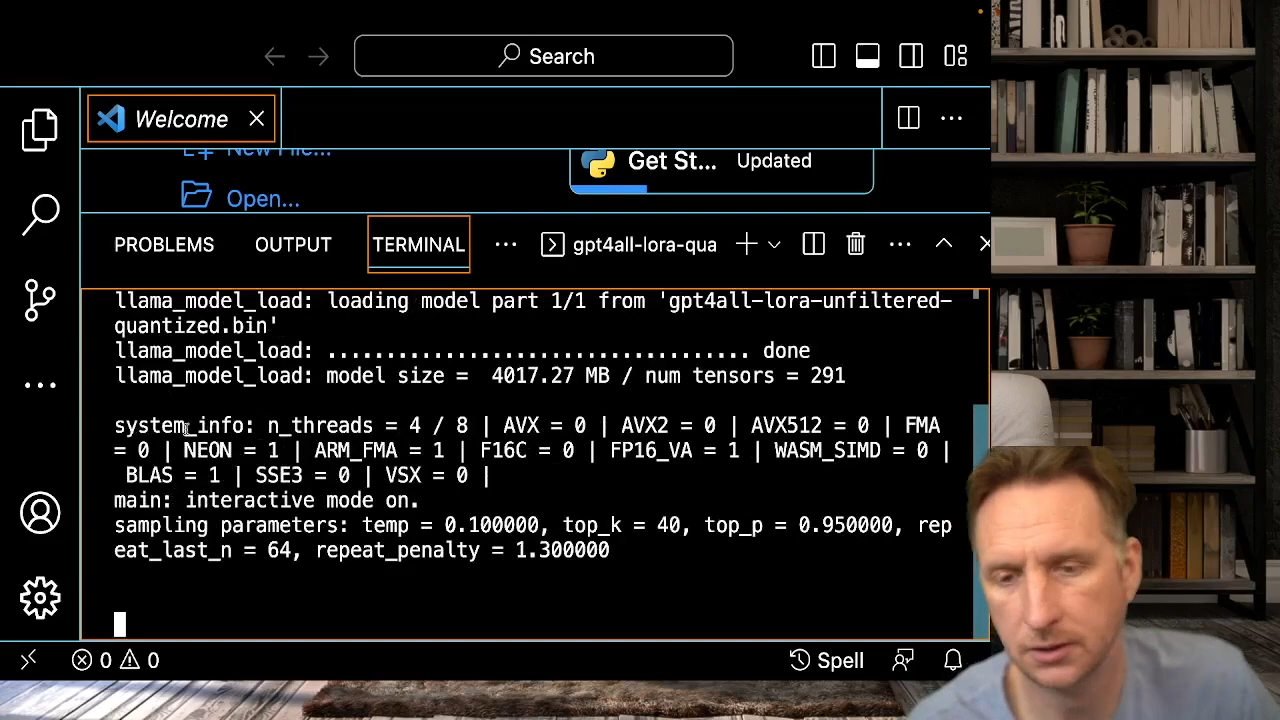 Search
Welcome
New File...
Open...
Get St... Updated
PROBLEMS OUTPUT TERMINAL ... gpt4all-lora-qua
llama_model_load: loading model part 1/1 from 'gpt4all-lora-unfiltered-
quantized.bin'
llama_model_load: .................................... done
llama_model_load: model size =  4017.27 MB / num tensors = 291
system_info: n_threads = 4 / 8 | AVX = 0 | AVX2 = 0 | AVX512 = 0 | FMA
= 0 | NEON = 1 | ARM_FMA = 1 | F16C = 0 | FP16_VA = 1 | WASM_SIMD = 0 |
BLAS = 1 | SSE3 = 0 | VSX = 0 |
main: interactive mode on.
sampling parameters: temp = 0.100000, top_k = 40, top_p = 0.950000, rep
eat_last_n = 64, repeat_penalty = 1.300000
0 0 Spell